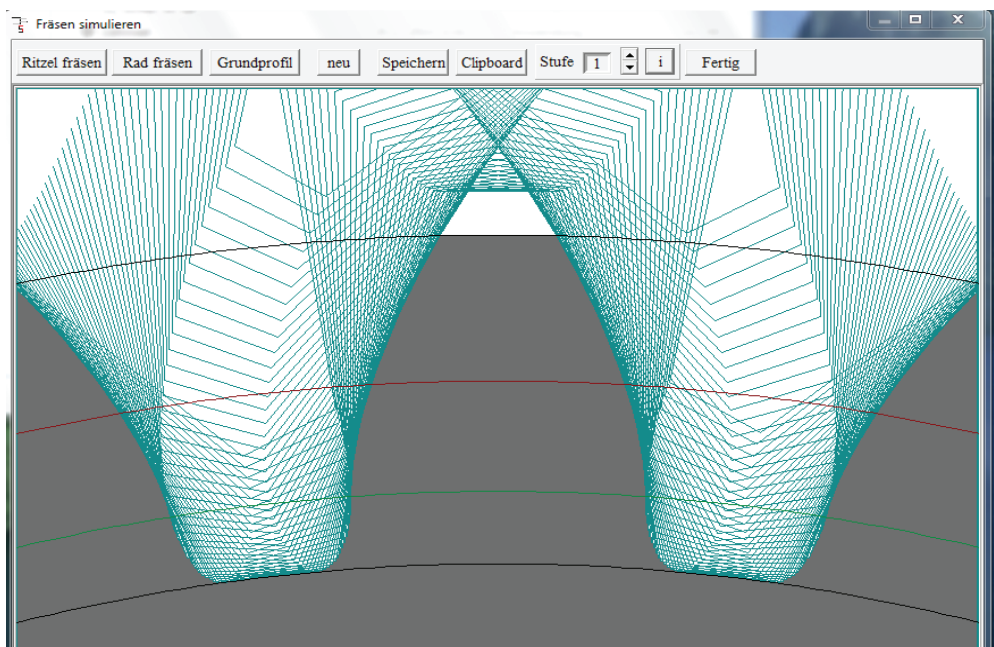 Fräsen simulieren
Ritzel fräsen Rad fräsen Grundprofil neu Speichern Clipboard Stufe 1 i Fertig